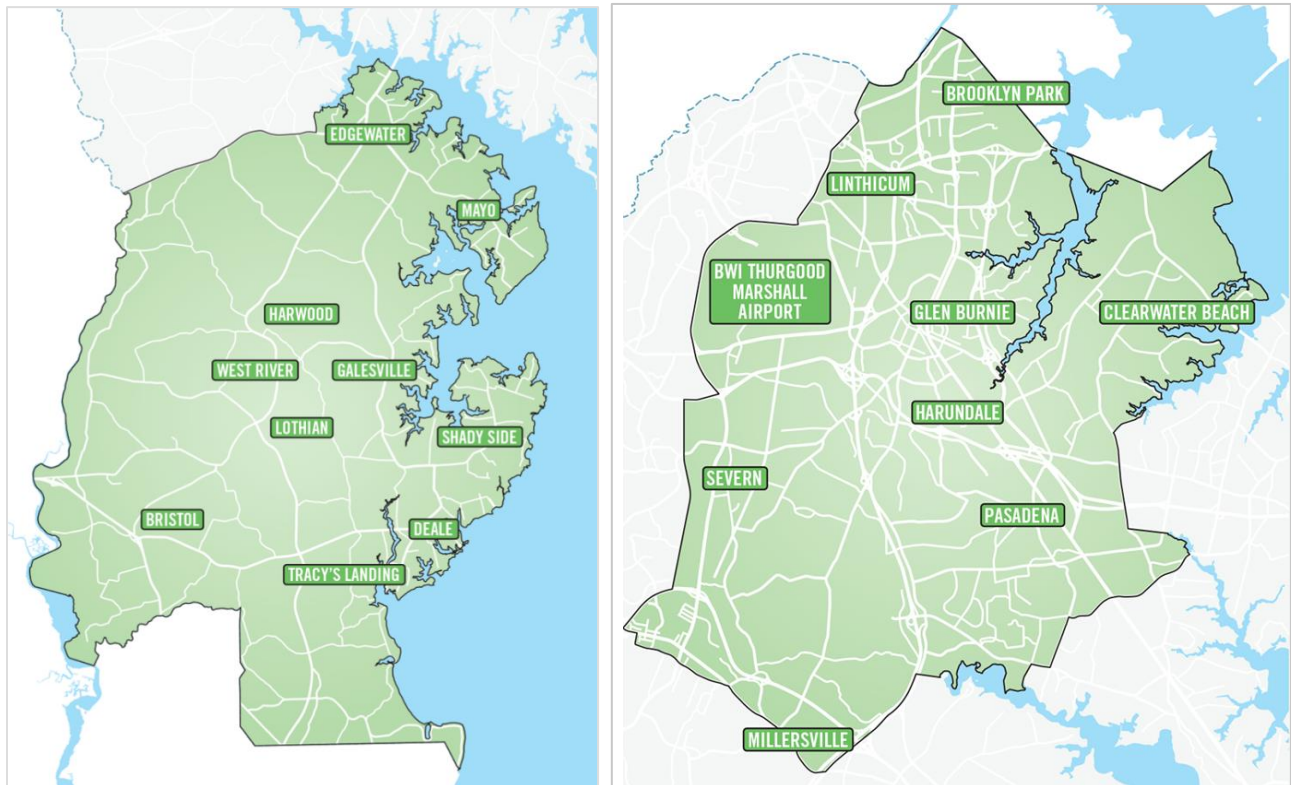 EDGEWATER
MAYO
HARWOOD
WEST RIVER
GALESVILLE
LOTHIAN
SHADY SIDE
BRISTOL
DEALE
TRACY'S LANDING
BROOKLYN PARK
LINTHICUM
BWI THURGOOD
MARSHALL
AIRPORT
GLEN BURNIE
CLEARWATER BEACH
HARUNDALE
SEVERN
PASADENA
MILLERSVILLE